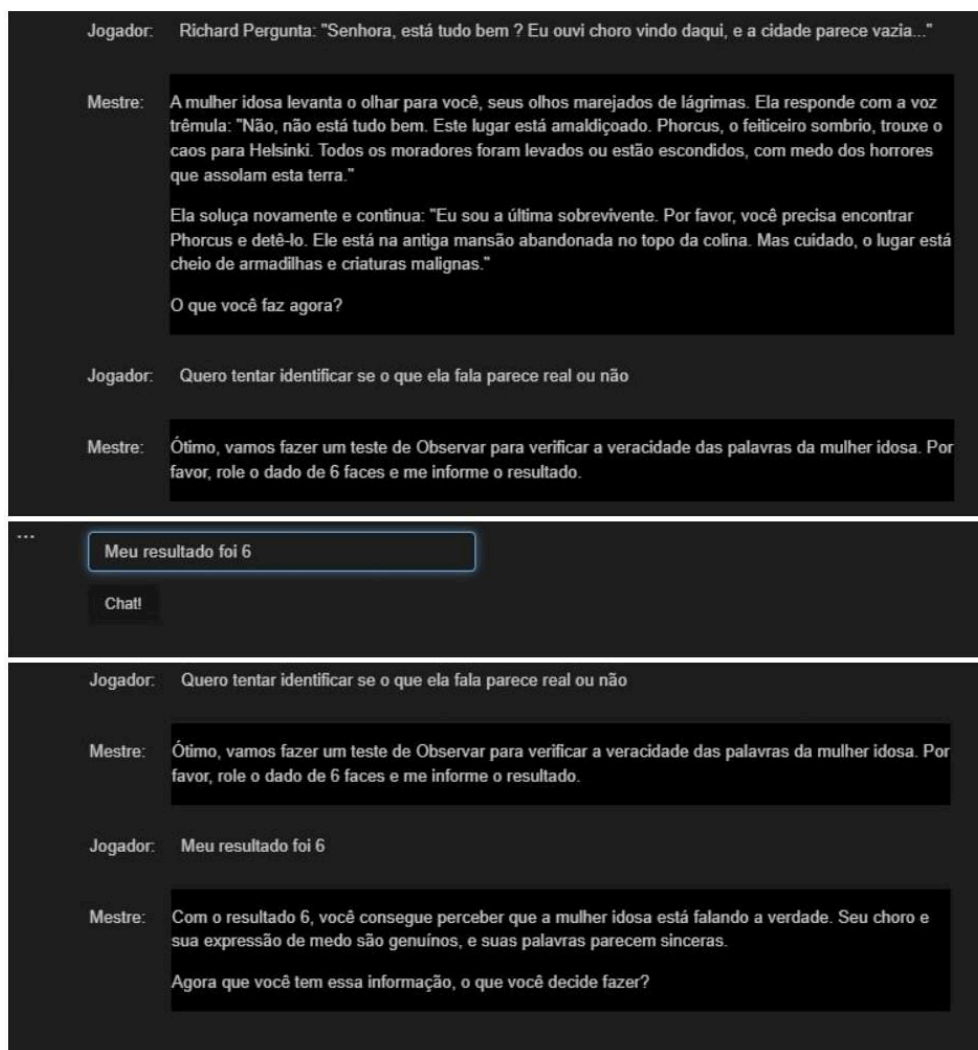 Jogador: Richard Pergunta: "Senhora, está tudo bem ? Eu ouvi choro vindo daqui, e a cidade parece vazia..."
Mestre: A mulher idosa levanta o olhar para você, seus olhos marejados de lágrimas. Ela responde com a voz
trêmula: "Não, não está tudo bem. Este lugar está amaldiçoado. Phorcus, o feiticeiro sombrio, trouxe o
caos para Helsinki. Todos os moradores foram levados ou estão escondidos, com medo dos horrores
que assolam esta terra."
Ela soluça novamente e continua: "Eu sou a última sobrevivente. Por favor, você precisa encontrar
Phorcus e detê-lo. Ele está na antiga mansão abandonada no topo da colina. Mas cuidado, o lugar está
cheio de armadilhas e criaturas malignas."
O que você faz agora?
Jogador: Quero tentar identificar se o que ela fala parece real ou não
Mestre: Ótimo, vamos fazer um teste de Observar para verificar a veracidade das palavras da mulher idosa. Por
favor, role o dado de 6 faces e me informe o resultado.
...
Meu resultado foi 6
Chat!
Jogador: Quero tentar identificar se o que ela fala parece real ou não
Mestre: Ótimo, vamos fazer um teste de Observar para verificar a veracidade das palavras da mulher idosa. Por
favor, role o dado de 6 faces e me informe o resultado.
Jogador: Meu resultado foi 6
Mestre: Com o resultado 6, você consegue perceber que a mulher idosa está falando a verdade. Seu choro e
sua expressão de medo são genuínos, e suas palavras parecem sinceras.
Agora que você tem essa informação, o que você decide fazer?